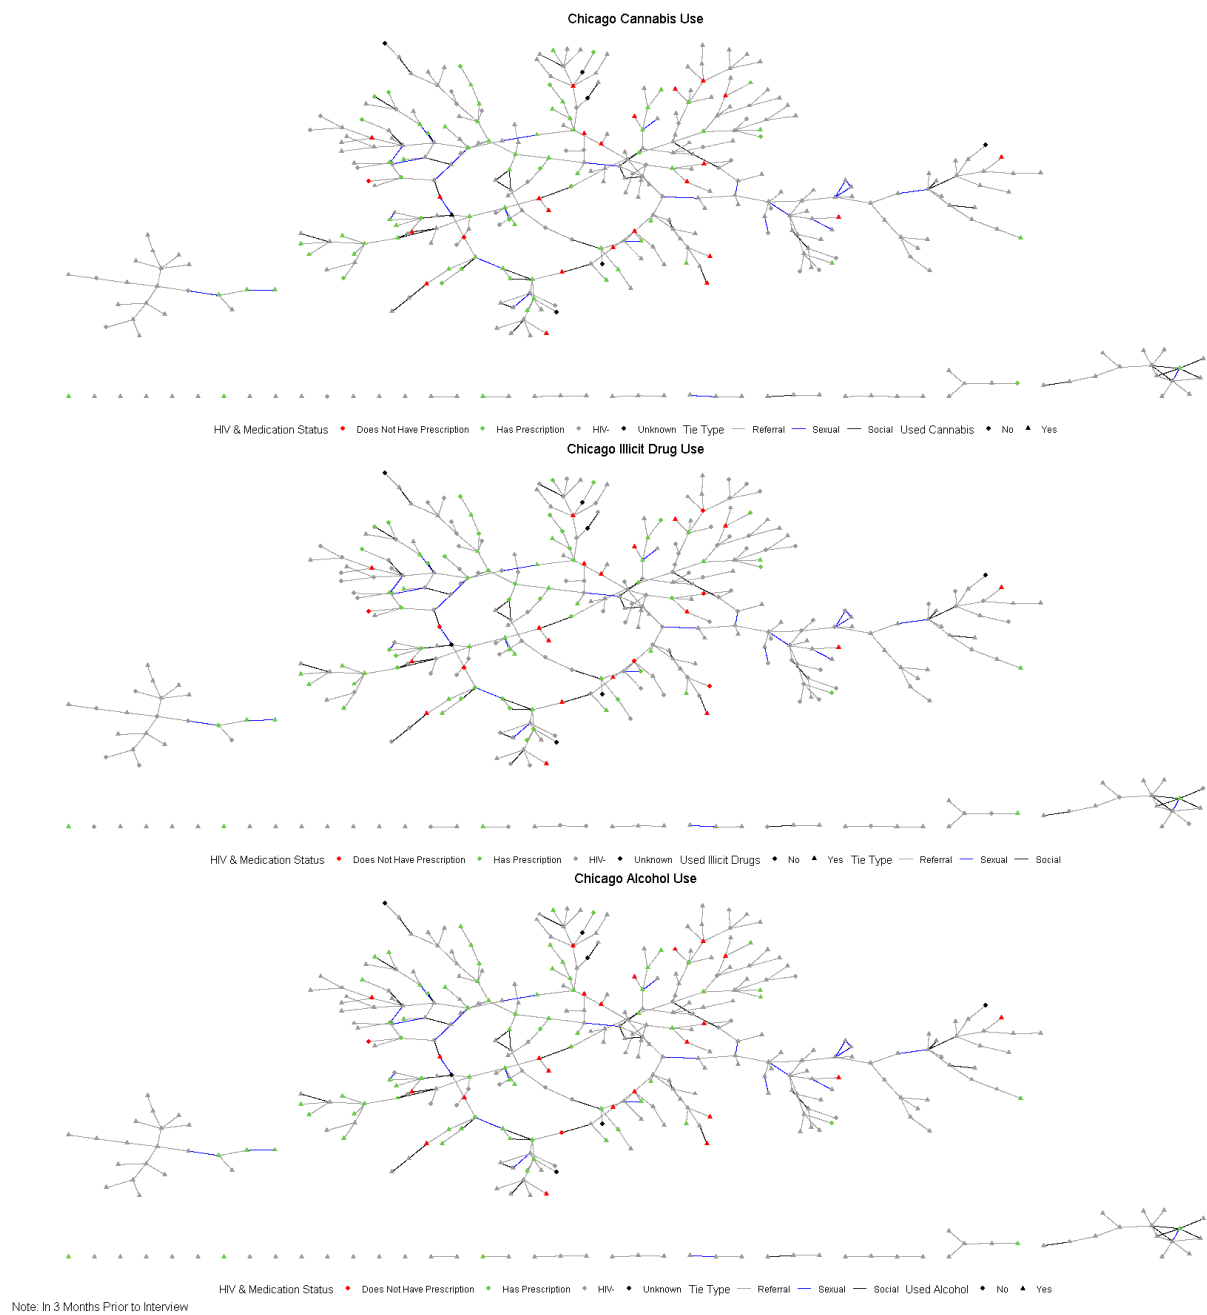 Chicago Cannabis Use
HIV & Medication Status Does Not Have Prescription Has Prescription HIV- Unknown Tie Type Referral Sexual Social Used Cannabis No Yes
Chicago Illicit Drug Use
HIV & Medication Status Does Not Have Prescription Has Prescription HIV- Unknown Used Illicit Drugs No Yes Tie Type Referral Sexual Social
Chicago Alcohol Use
HIV & Medication Status Does Not Have Prescription Has Prescription HIV- Unknown Tie Type Referral Sexual Social Used Alcohol No Yes
Note: In 3 Months Prior to Interview